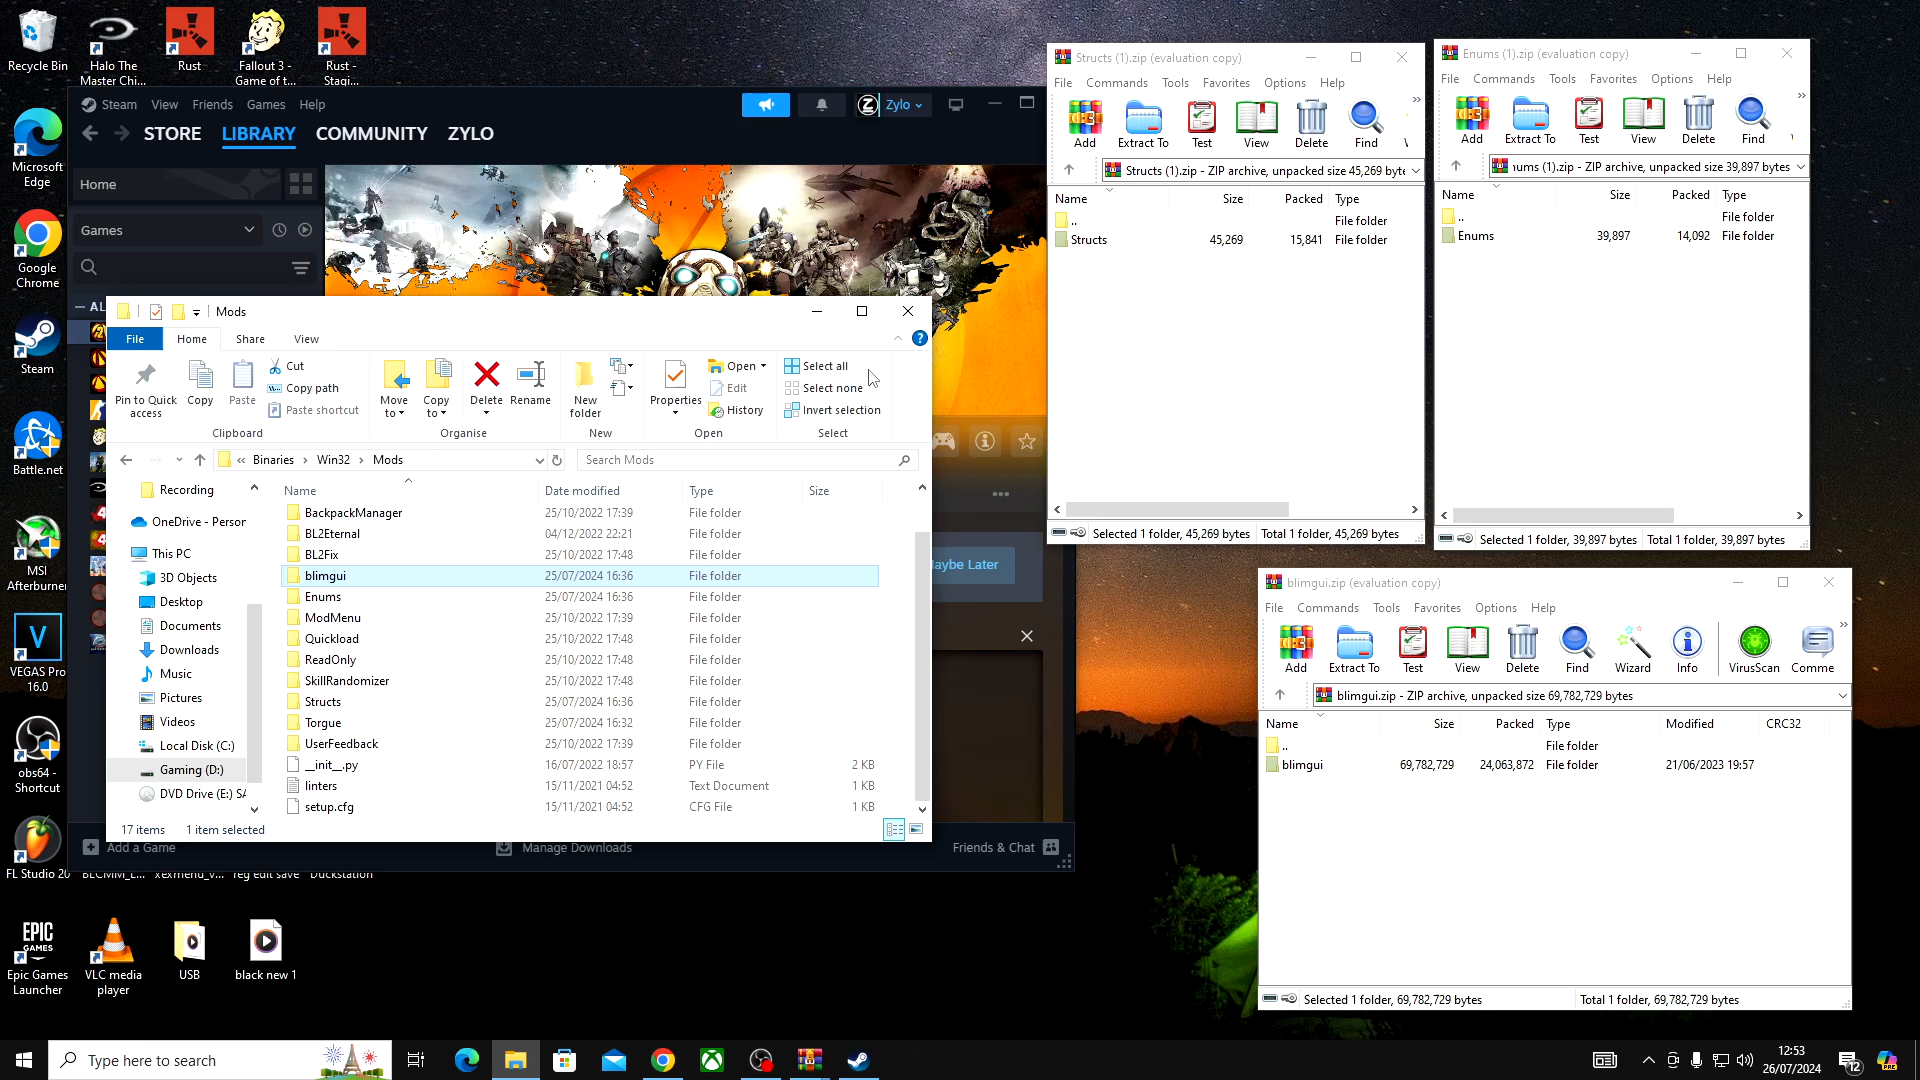 Recycle Bin
Halo The
Master Chi...
Rust
Fallout 3 -
Game of t...
Rust -
Stagi...
Microsoft
Edge
Google
Chrome
Steam
Battle.net
MSI
Afterburner
VEGAS Pro
16.0
obs64 -
Shortcut
FL Studio 20
Epic Games
Launcher
VLC media
player
USB
black new 1
Steam View Friends Games Help
Zylo
STORE LIBRARY COMMUNITY ZYLO
Home
Games
AL
aybe Later
Add a Game
Manage Downloads
Friends & Chat
Mods
File Home Share View
Pin to Quick
access
Copy
Paste
Cut
Copy path
Paste shortcut
Clipboard
Move
to
Copy
to
Delete
Rename
Organise
New
folder
New
Properties
Open
Edit
History
Open
Select all
Select none
Invert selection
Select
« Binaries › Win32 › Mods
Search Mods
Recording
OneDrive - Person
This PC
3D Objects
Desktop
Documents
Downloads
Music
Pictures
Videos
Local Disk (C:)
Gaming (D:)
DVD Drive (E:) SA
Name Date modified Type Size
BackpackManager 25/10/2022 17:39 File folder
BL2Eternal 04/12/2022 22:21 File folder
BL2Fix 25/10/2022 17:48 File folder
blimgui 25/07/2024 16:36 File folder
Enums 25/07/2024 16:36 File folder
ModMenu 25/10/2022 17:39 File folder
Quickload 25/10/2022 17:48 File folder
ReadOnly 25/10/2022 17:48 File folder
SkillRandomizer 25/10/2022 17:48 File folder
Structs 25/07/2024 16:36 File folder
Torgue 25/07/2024 16:32 File folder
UserFeedback 25/10/2022 17:39 File folder
__init__.py 16/07/2022 18:57 PY File 2 KB
linters 15/11/2021 04:52 Text Document 1 KB
setup.cfg 15/11/2021 04:52 CFG File 1 KB
17 items 1 item selected
Structs (1).zip (evaluation copy)
File Commands Tools Favorites Options Help
Add Extract To Test View Delete Find
Structs (1).zip - ZIP archive, unpacked size 45,269 byte
Name Size Packed Type
.. File folder
Structs 45,269 15,841 File folder
Selected 1 folder, 45,269 bytes Total 1 folder, 45,269 bytes
Enums (1).zip (evaluation copy)
File Commands Tools Favorites Options Help
Add Extract To Test View Delete Find
nums (1).zip - ZIP archive, unpacked size 39,897 bytes
Name Size Packed Type
.. File folder
Enums 39,897 14,092 File folder
Selected 1 folder, 39,897 bytes Total 1 folder, 39,897 bytes
blimgui.zip (evaluation copy)
File Commands Tools Favorites Options Help
Add Extract To Test View Delete Find Wizard Info VirusScan Comme
blimgui.zip - ZIP archive, unpacked size 69,782,729 bytes
Name Size Packed Type Modified CRC32
.. File folder
blimgui 69,782,729 24,063,872 File folder 21/06/2023 19:57
Selected 1 folder, 69,782,729 bytes Total 1 folder, 69,782,729 bytes
Type here to search
12:53
26/07/2024
12